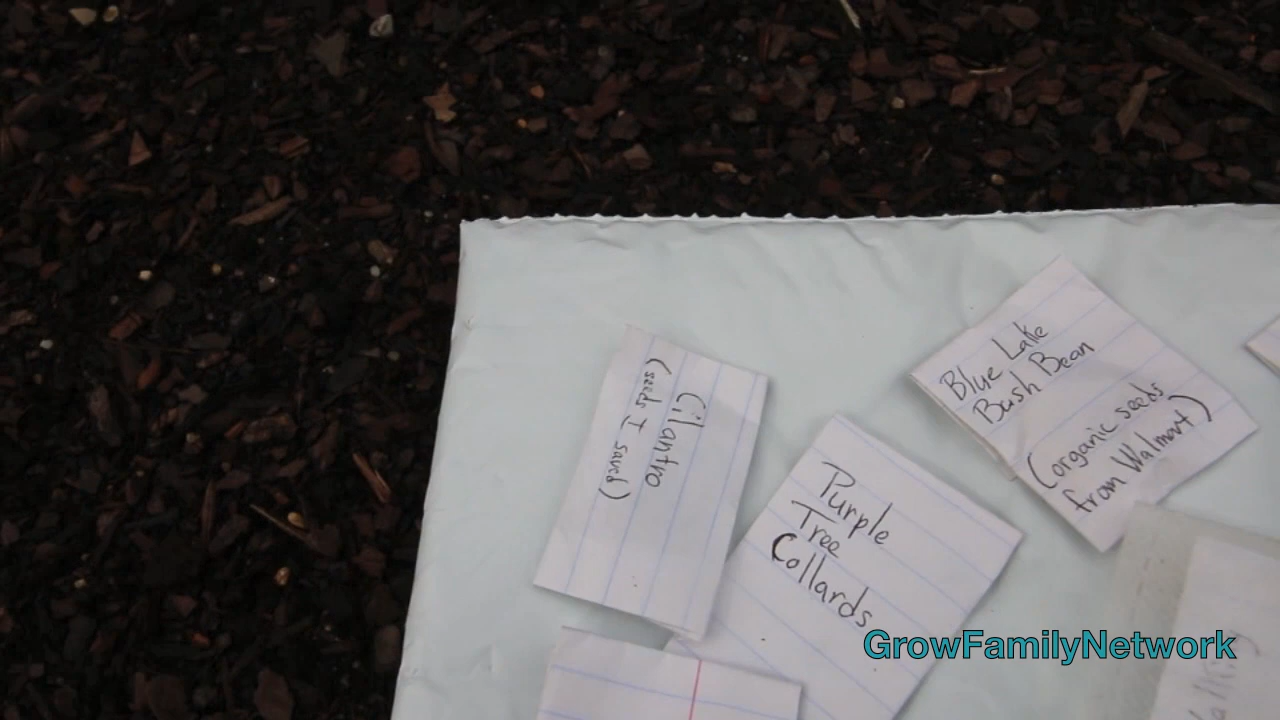 Cilantro
(seeds I saved)
Purple
Tree
Collards
Blue Lake
Bush Bean
(organic seeds
from Walmart)
GrowFamilyNetwork